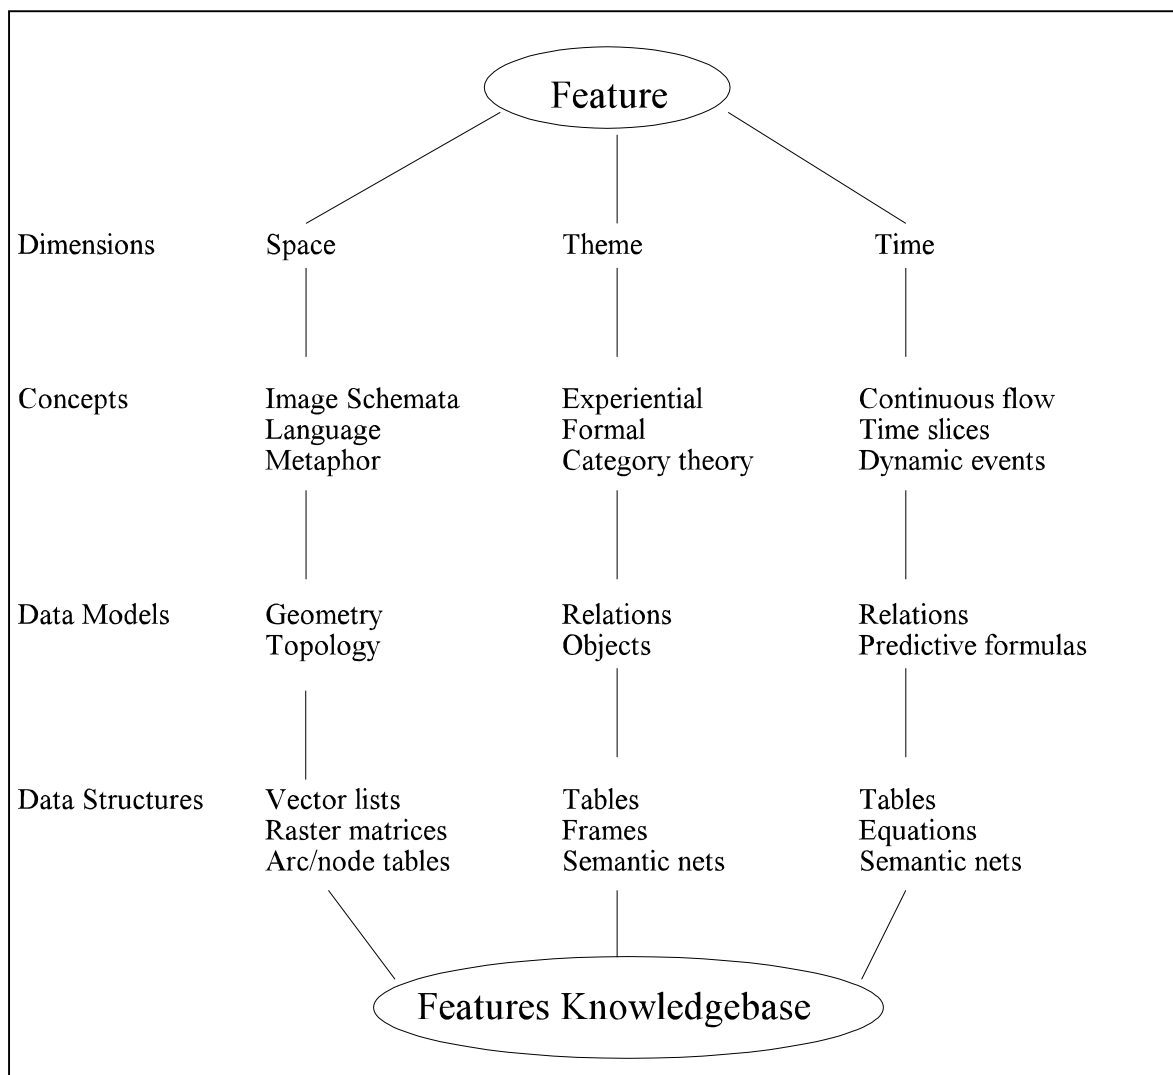 Feature
Dimensions Space Theme Time
Concepts Image Schemata Experiential Continuous flow
Language Formal Time slices
Metaphor Category theory Dynamic events
Data Models Geometry Relations Relations
Topology Objects Predictive formulas
Data Structures Vector lists Tables Tables
Raster matrices Frames Equations
Arc/node tables Semantic nets Semantic nets
Features Knowledgebase